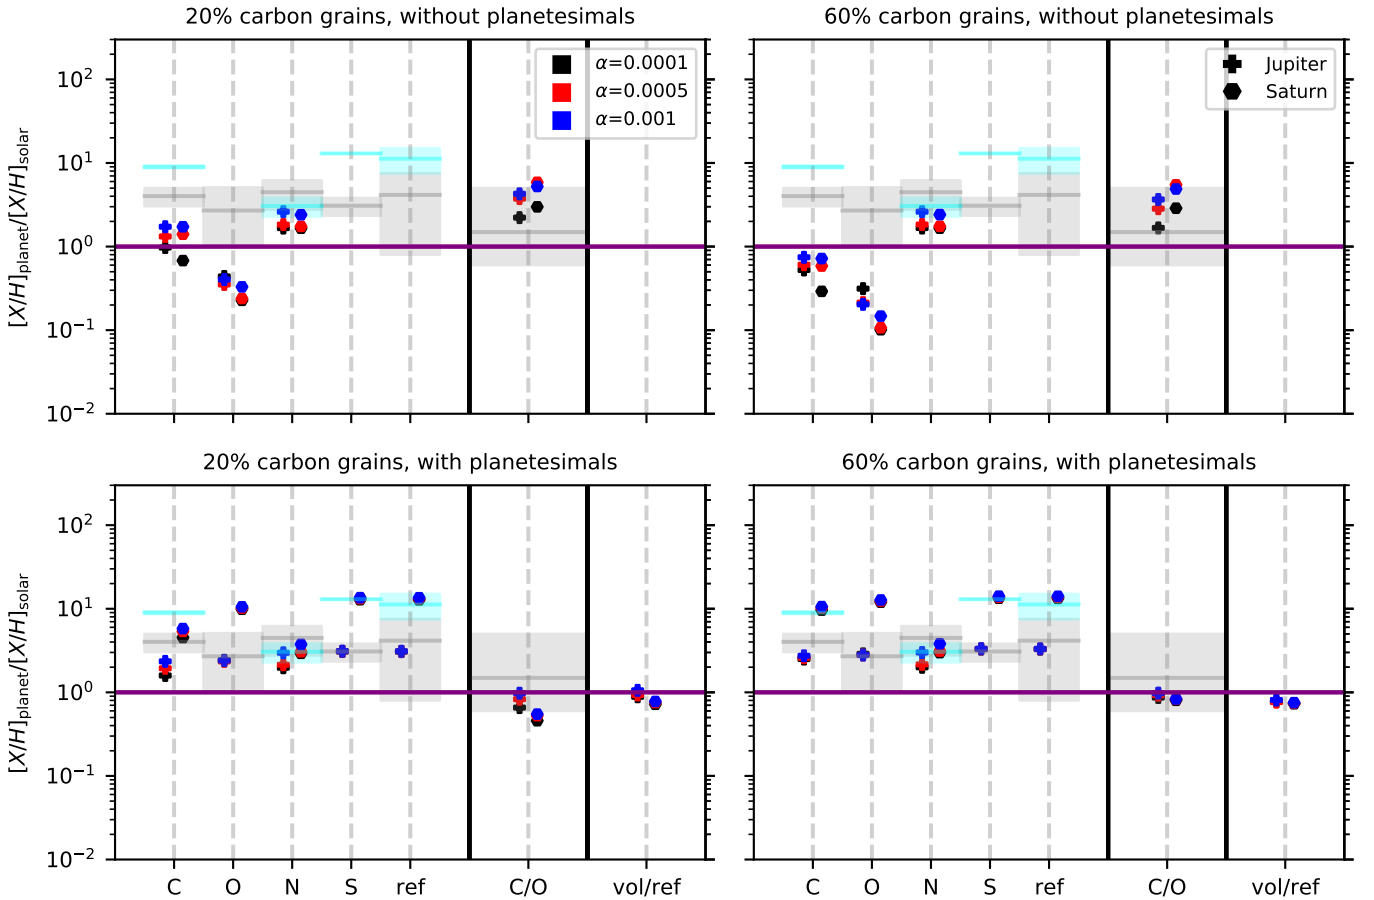 20% carbon grains, without planetesimals
60% carbon grains, without planetesimals
[X/H]planet/[X/H]solar
10²
10¹
10⁰
10⁻¹
10⁻²
α=0.0001
α=0.0005
α=0.001
Jupiter
Saturn
20% carbon grains, with planetesimals
60% carbon grains, with planetesimals
[X/H]planet/[X/H]solar
10²
10¹
10⁰
10⁻¹
10⁻²
C O N S ref C/O vol/ref
C O N S ref C/O vol/ref